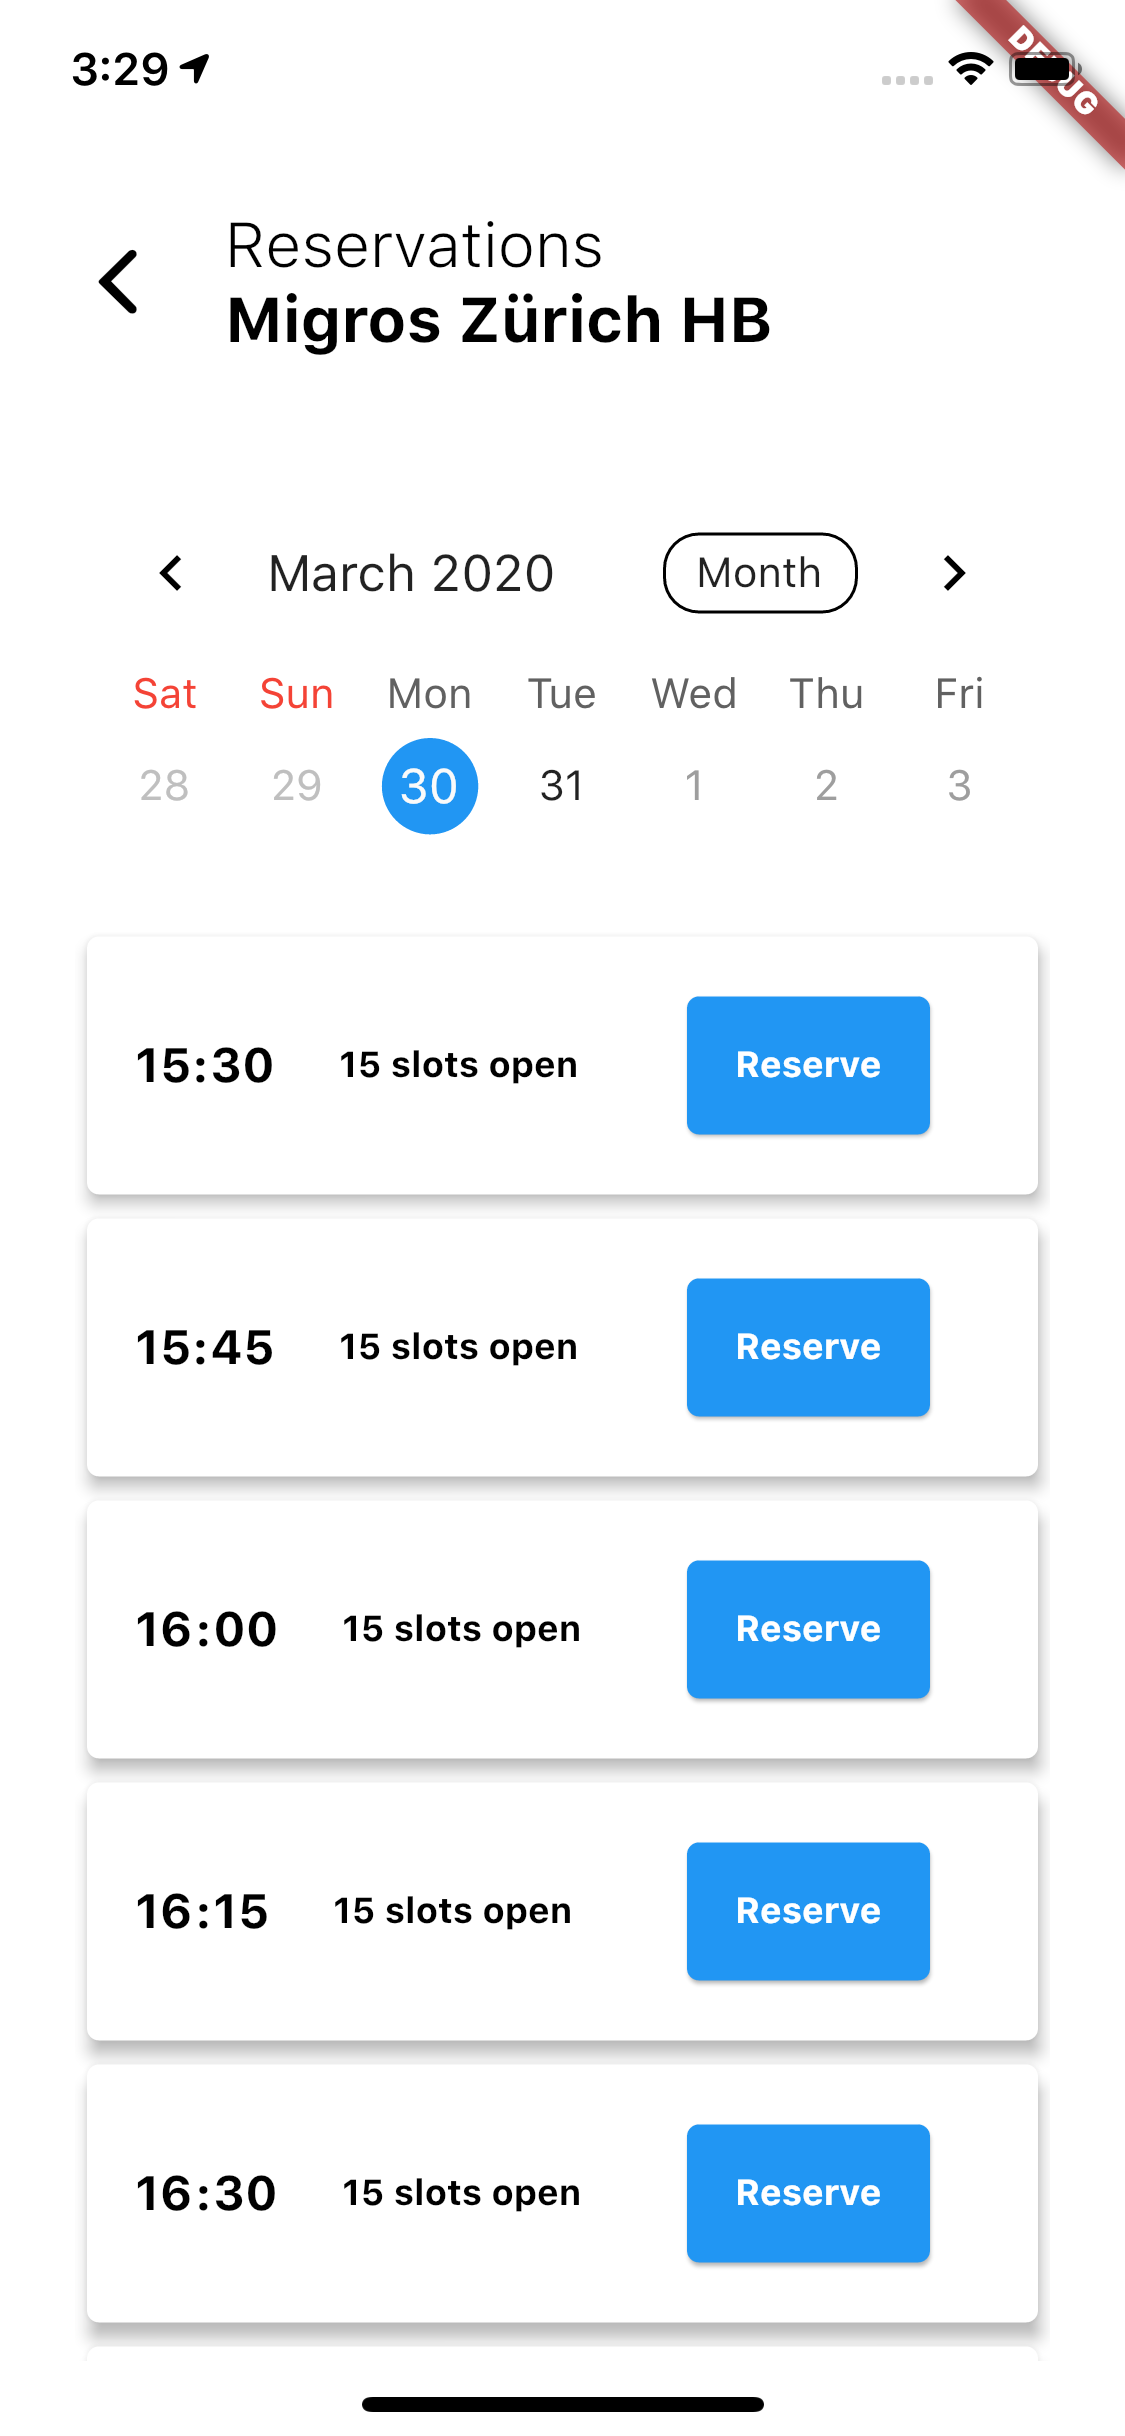 3:29
DEBUG
Reservations
Migros Zürich HB
March 2020 Month
Sat Sun Mon Tue Wed Thu Fri
28 29 30 31 1 2 3
15:30 15 slots open Reserve
15:45 15 slots open Reserve
16:00 15 slots open Reserve
16:15 15 slots open Reserve
16:30 15 slots open Reserve